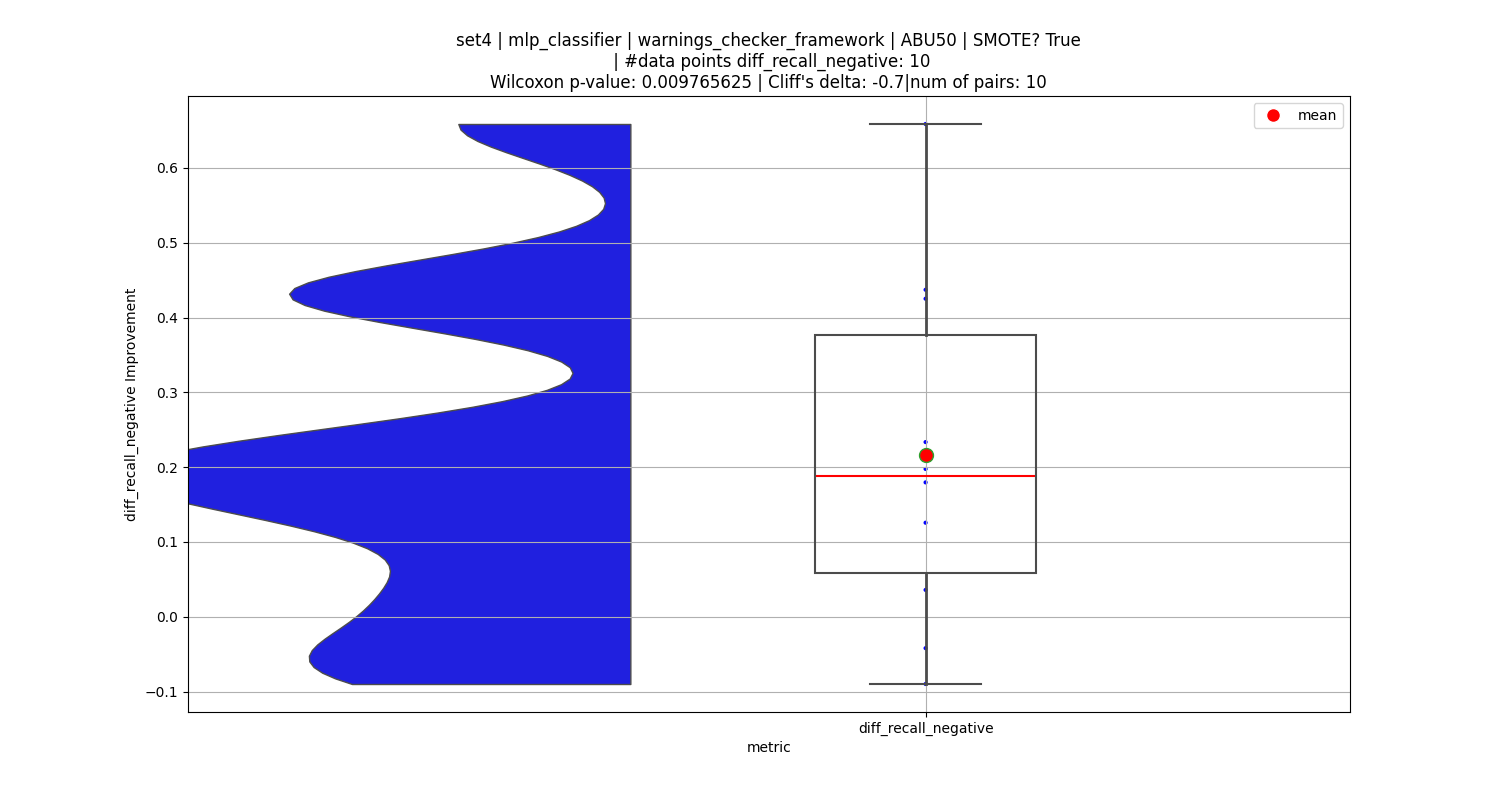 set4 | mlp_classifier | warnings_checker_framework | ABU50 | SMOTE? True
| #data points diff_recall_negative: 10
Wilcoxon p-value: 0.009765625 | Cliff's delta: -0.7|num of pairs: 10
mean
0.6
0.5
0.4
0.3
0.2
0.1
0.0
−0.1
diff_recall_negative Improvement
diff_recall_negative
metric